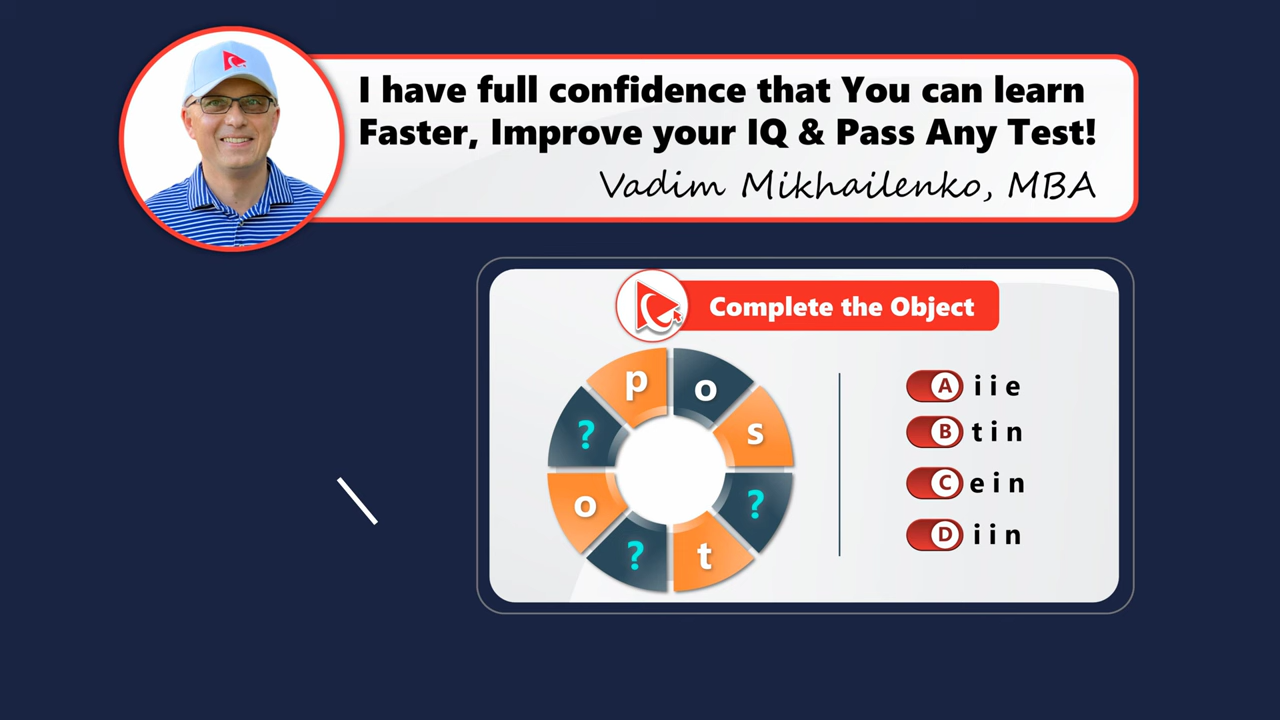 I have full confidence that You can learn
Faster, Improve your IQ & Pass Any Test!
Vadim Mikhailenko, MBA
Complete the Object
p
o
s
?
t
?
o
?
A i i e
B t i n
C e i n
D i i n